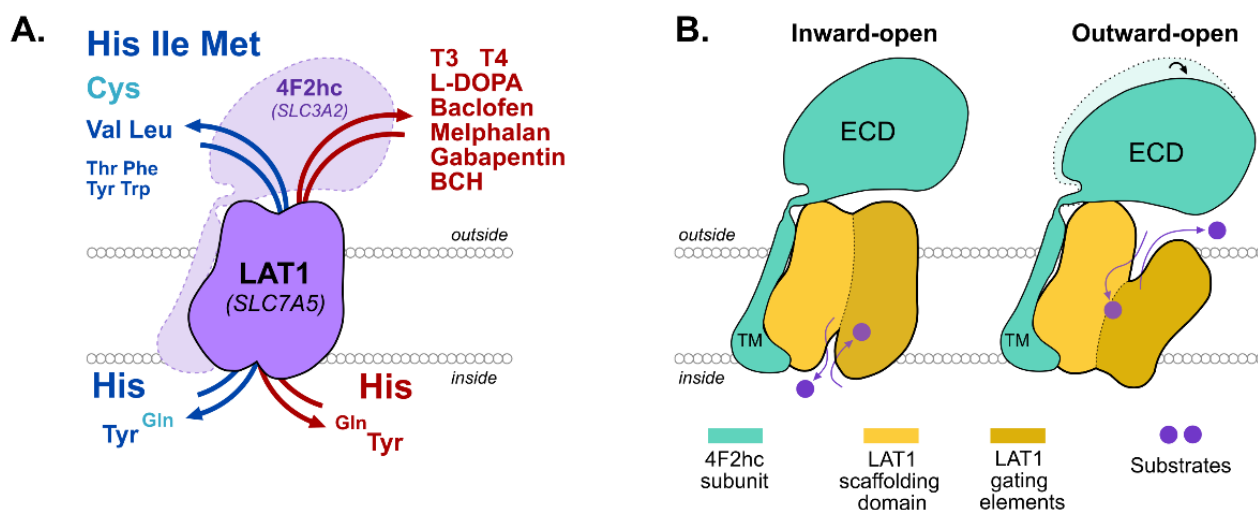 A.
His Ile Met
Cys
Val Leu
Thr Phe
Tyr Trp
4F2hc
(SLC3A2)
T3 T4
L-DOPA
Baclofen
Melphalan
Gabapentin
BCH
outside
LAT1
(SLC7A5)
inside
His
Tyr Gln
His
Gln Tyr
B.
Inward-open
Outward-open
ECD
ECD
outside
TM
TM
inside
4F2hc
subunit
LAT1
scaffolding
domain
LAT1
gating
elements
Substrates